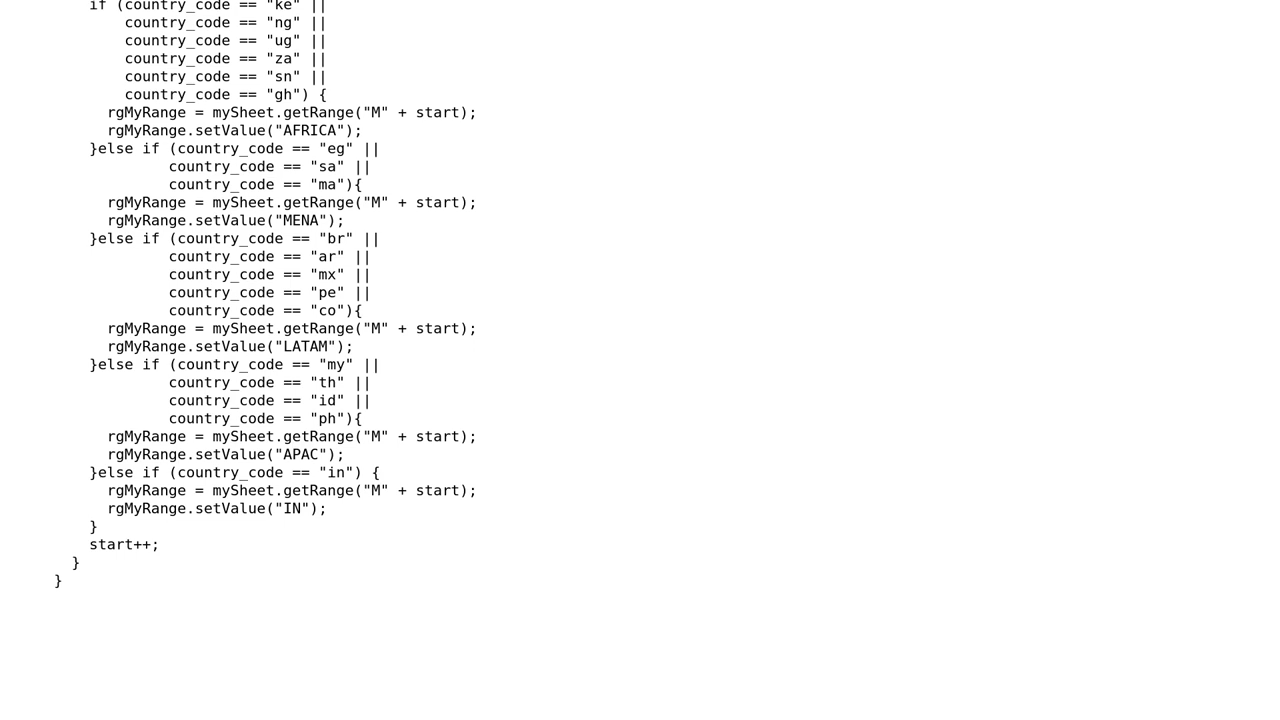 if (country_code == "ke" ||
country_code == "ng" ||
country_code == "ug" ||
country_code == "za" ||
country_code == "sn" ||
country_code == "gh") {
rgMyRange = mySheet.getRange("M" + start);
rgMyRange.setValue("AFRICA");
}else if (country_code == "eg" ||
country_code == "sa" ||
country_code == "ma"){
rgMyRange = mySheet.getRange("M" + start);
rgMyRange.setValue("MENA");
}else if (country_code == "br" ||
country_code == "ar" ||
country_code == "mx" ||
country_code == "pe" ||
country_code == "co"){
rgMyRange = mySheet.getRange("M" + start);
rgMyRange.setValue("LATAM");
}else if (country_code == "my" ||
country_code == "th" ||
country_code == "id" ||
country_code == "ph"){
rgMyRange = mySheet.getRange("M" + start);
rgMyRange.setValue("APAC");
}else if (country_code == "in") {
rgMyRange = mySheet.getRange("M" + start);
rgMyRange.setValue("IN");
}
start++;
}
}